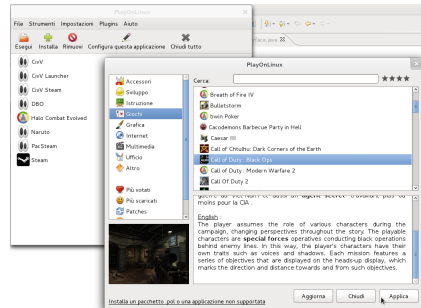 PlayOnLinux
File Strumenti Impostazioni Plugins Aiuto
Esegui Installa Rimuovi Configura questa applicazione Chiudi tutto
GvV
GvV Launcher
GvV Steam
DBO
Halo Combat Evolved
Naruto
PacSteam
Steam
PlayOnLinux
Cerca:
Accessori
Sviluppo
Istruzione
Giochi
Grafica
Internet
Multimedia
Ufficio
Altro
Più votati
Più scaricati
Patches
Breath of Fire IV
Bulletstorm
bwin Poker
Cacodemons Barbecue Party in Hell
Caesar III
Call of Chtulhu: Dark Corners of the Earth
Call of Duty : Black Ops
Call of Duty : Modern Warfare 2
Call Of Duty 2
moins pour la CIA .
English :
The player assumes the role of various characters during the
campaign, changing perspectives throughout the story. The playable
characters are special forces operatives conducting black operations
behind enemy lines. In this way, the player's characters have their
own traits such as voices and shadows. Each mission features a
series of objectives that are displayed on the heads-up display, which
marks the direction and distance towards and from such objectives.
Installa un pacchetto .pol o una applicazione non supportata
Aggiorna Chiudi Applica